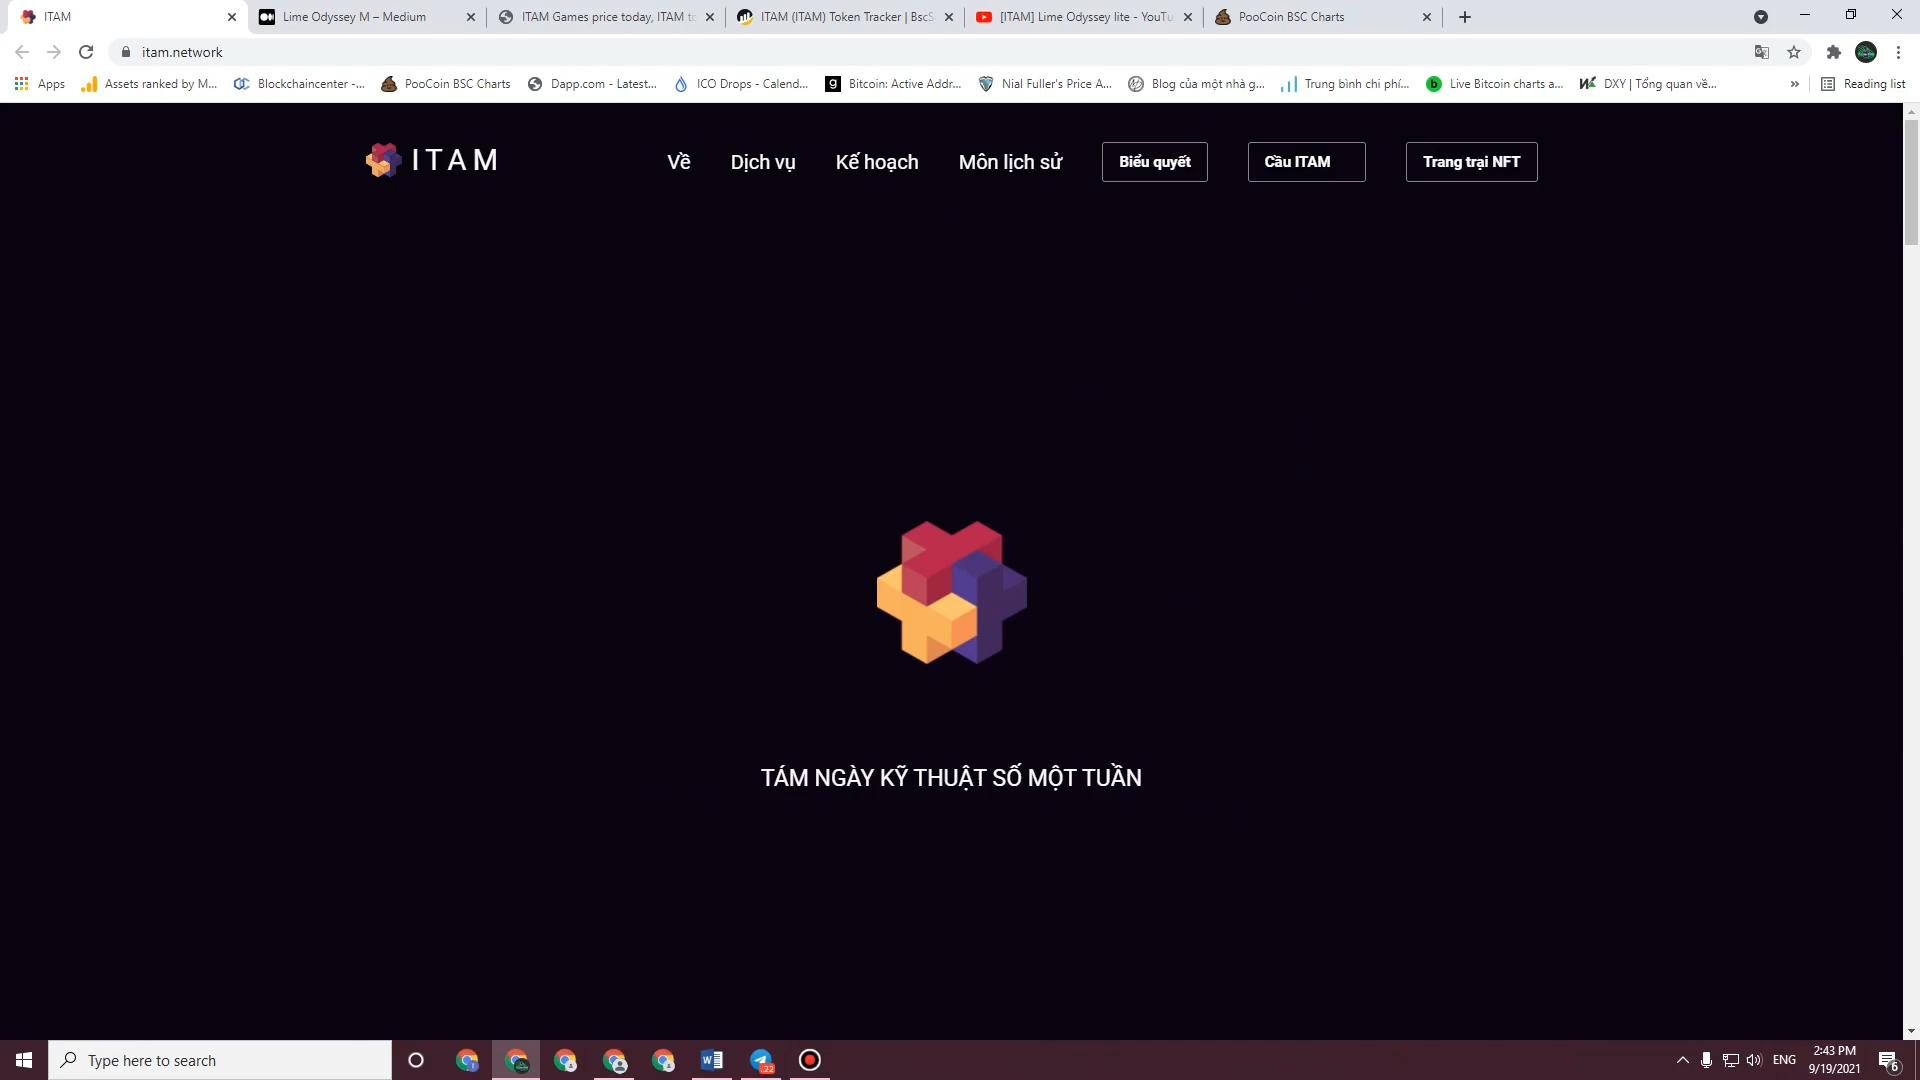 ITAM
Lime Odyssey M – Medium
ITAM Games price today, ITAM to
ITAM (ITAM) Token Tracker | BscS
[ITAM] Lime Odyssey lite - YouTu
PooCoin BSC Charts
itam.network
Apps
Assets ranked by M...
Blockchaincenter -...
PooCoin BSC Charts
Dapp.com - Latest...
ICO Drops - Calend...
Bitcoin: Active Addr...
Nial Fuller's Price A...
Blog của một nhà g...
Trung bình chi phí...
Live Bitcoin charts a...
DXY | Tổng quan về...
»
Reading list
ITAM
Về
Dịch vụ
Kế hoạch
Môn lịch sử
Biểu quyết
Cầu ITAM
Trang trại NFT
TÁM NGÀY KỸ THUẬT SỐ MỘT TUẦN
Type here to search
22
ENG
2:43 PM
9/19/2021
6